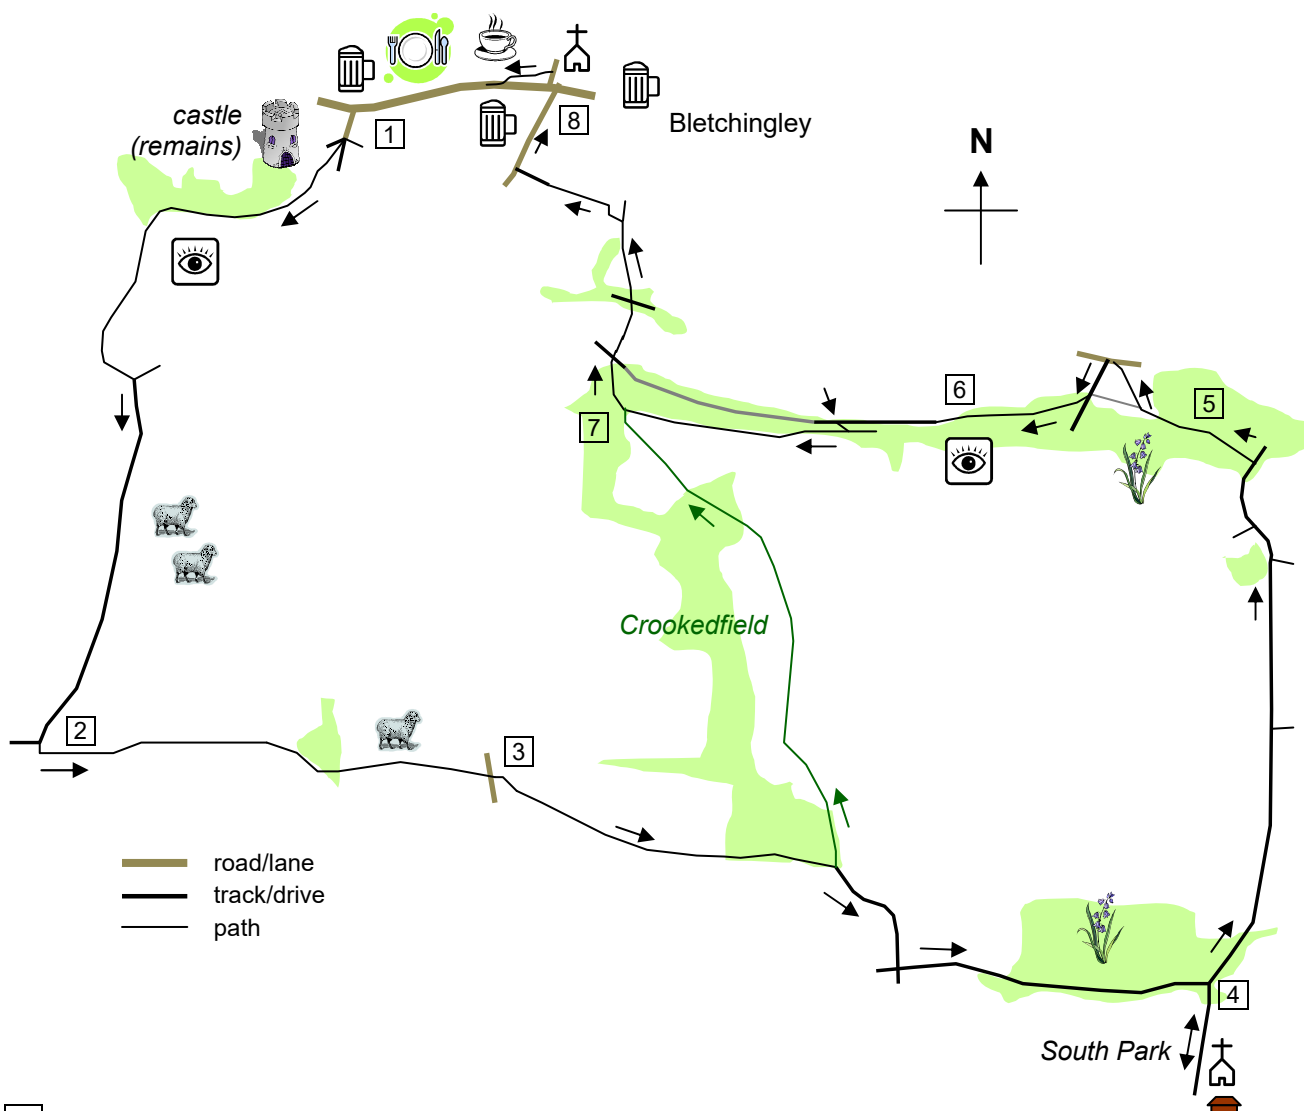 castle
(remains)
1
8
Bletchingley
N
6
5
7
Crookedfield
2
3
road/lane
track/drive
path
4
South Park